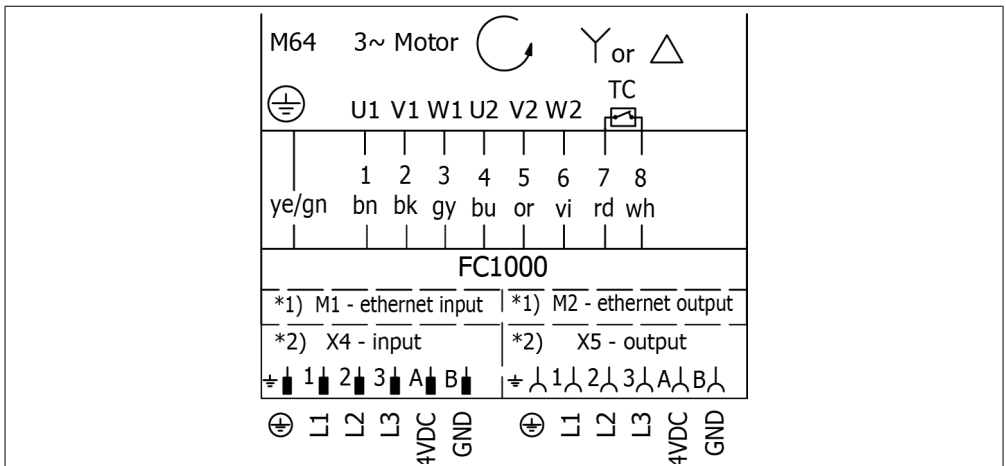 M64 3~ Motor Y or △
TC
U1 V1 W1 U2 V2 W2
1 2 3 4 5 6 7 8
ye/gn bn bk gy bu or vi rd wh
FC1000
*1) M1 - ethernet input *1) M2 - ethernet output
*2) X4 - input *2) X5 - output
1 2 3 A B 1 2 3 A B
L1 L2 L3 4VDC GND L1 L2 L3 4VDC GND